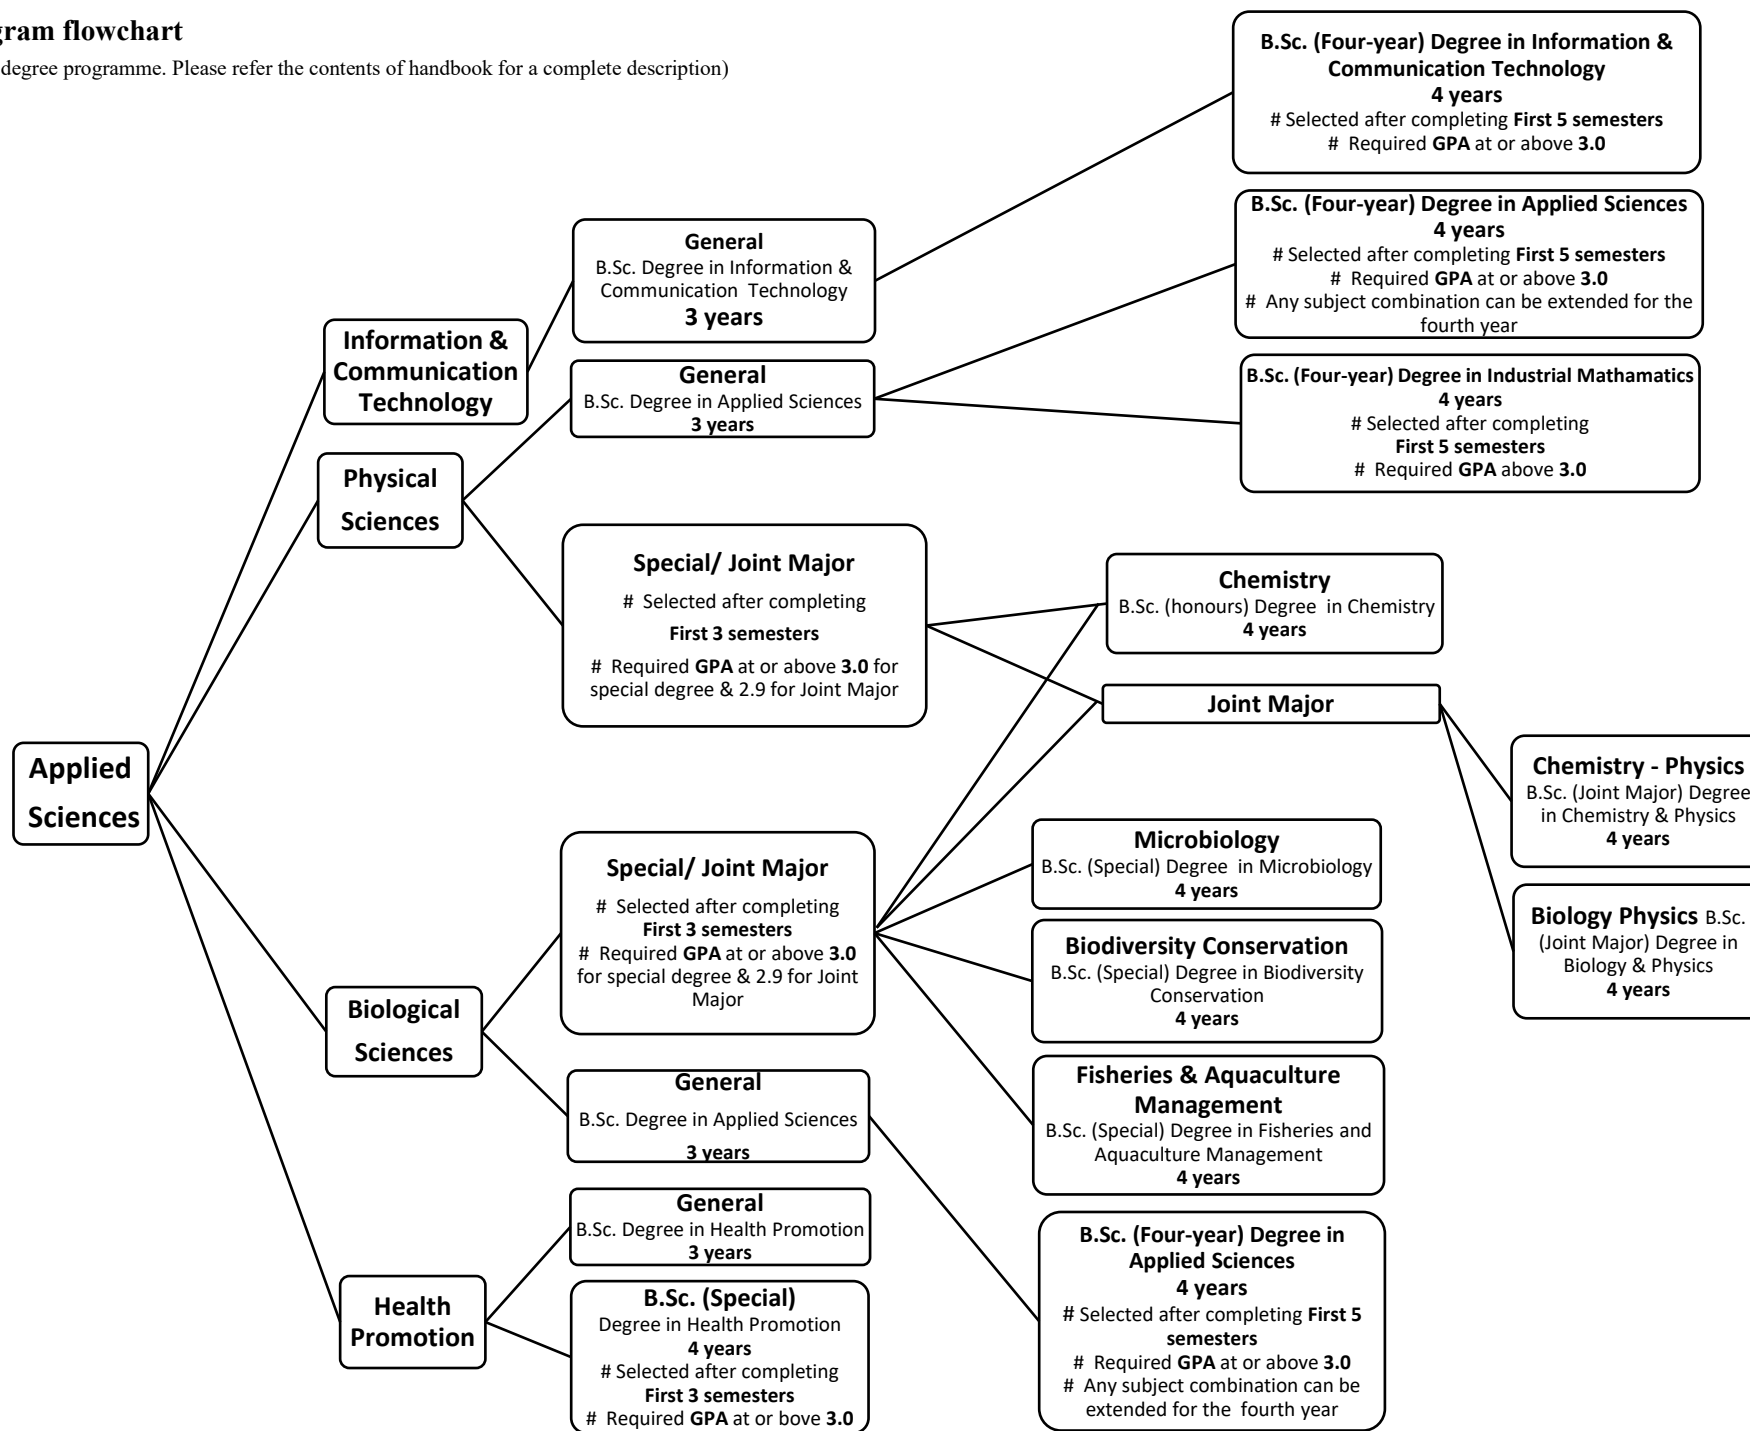 gram flowchart
degree programme. Please refer the contents of handbook for a complete description)
B.Sc. (Four-year) Degree in Information &
Communication Technology
4 years
# Selected after completing First 5 semesters
# Required GPA at or above 3.0
B.Sc. (Four-year) Degree in Applied Sciences
4 years
# Selected after completing First 5 semesters
# Required GPA at or above 3.0
# Any subject combination can be extended for the
fourth year
B.Sc. (Four-year) Degree in Industrial Mathamatics
4 years
# Selected after completing
First 5 semesters
# Required GPA above 3.0
General
B.Sc. Degree in Information &
Communication Technology
3 years
General
B.Sc. Degree in Applied Sciences
3 years
Information &
Communication
Technology
Physical
Sciences
Special/ Joint Major
# Selected after completing
First 3 semesters
# Required GPA at or above 3.0 for
special degree & 2.9 for Joint Major
Chemistry
B.Sc. (honours) Degree in Chemistry
4 years
Joint Major
Chemistry - Physics
B.Sc. (Joint Major) Degree
in Chemistry & Physics
4 years
Biology Physics B.Sc.
(Joint Major) Degree in
Biology & Physics
4 years
Applied
Sciences
Special/ Joint Major
# Selected after completing
First 3 semesters
# Required GPA at or above 3.0
for special degree & 2.9 for Joint
Major
Microbiology
B.Sc. (Special) Degree in Microbiology
4 years
Biodiversity Conservation
B.Sc. (Special) Degree in Biodiversity
Conservation
4 years
Fisheries & Aquaculture
Management
B.Sc. (Special) Degree in Fisheries and
Aquaculture Management
4 years
Biological
Sciences
General
B.Sc. Degree in Applied Sciences
3 years
B.Sc. (Four-year) Degree in
Applied Sciences
4 years
# Selected after completing First 5
semesters
# Required GPA at or above 3.0
# Any subject combination can be
extended for the fourth year
Health
Promotion
General
B.Sc. Degree in Health Promotion
3 years
B.Sc. (Special)
Degree in Health Promotion
4 years
# Selected after completing
First 3 semesters
# Required GPA at or bove 3.0